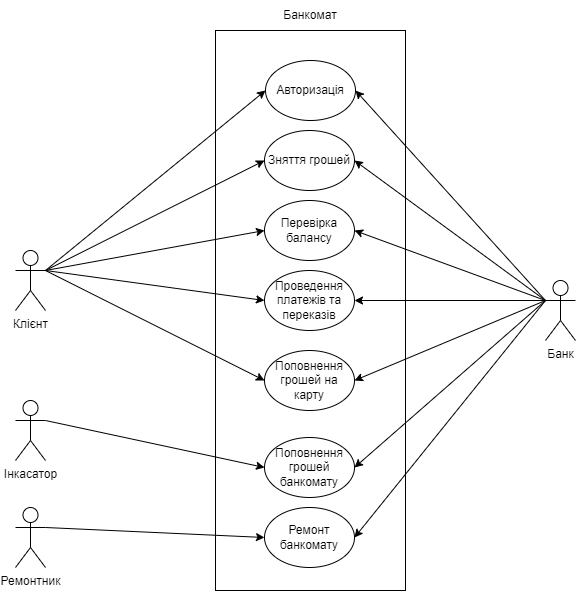 Банкомат
Авторизація
Зняття грошей
Перевірка
балансу
Проведення
платежів та
переказів
Поповнення
грошей на
карту
Поповнення
грошей
банкомату
Ремонт
банкомату
Клієнт
Інкасатор
Ремонтник
Банк